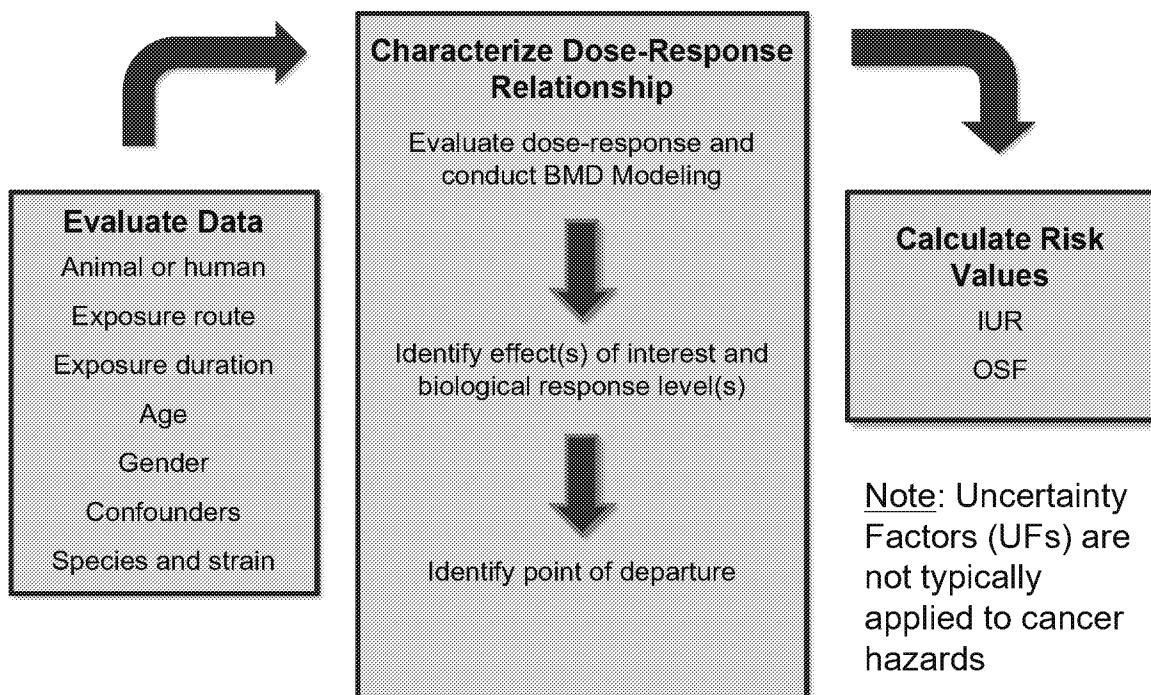 Evaluate Data
Animal or human
Exposure route
Exposure duration
Age
Gender
Confounders
Species and strain
Characterize Dose-Response
Relationship
Evaluate dose-response and
conduct BMD Modeling
Identify effect(s) of interest and
biological response level(s)
Identify point of departure
Calculate Risk
Values
IUR
OSF
Note: Uncertainty
Factors (UFs) are
not typically
applied to cancer
hazards